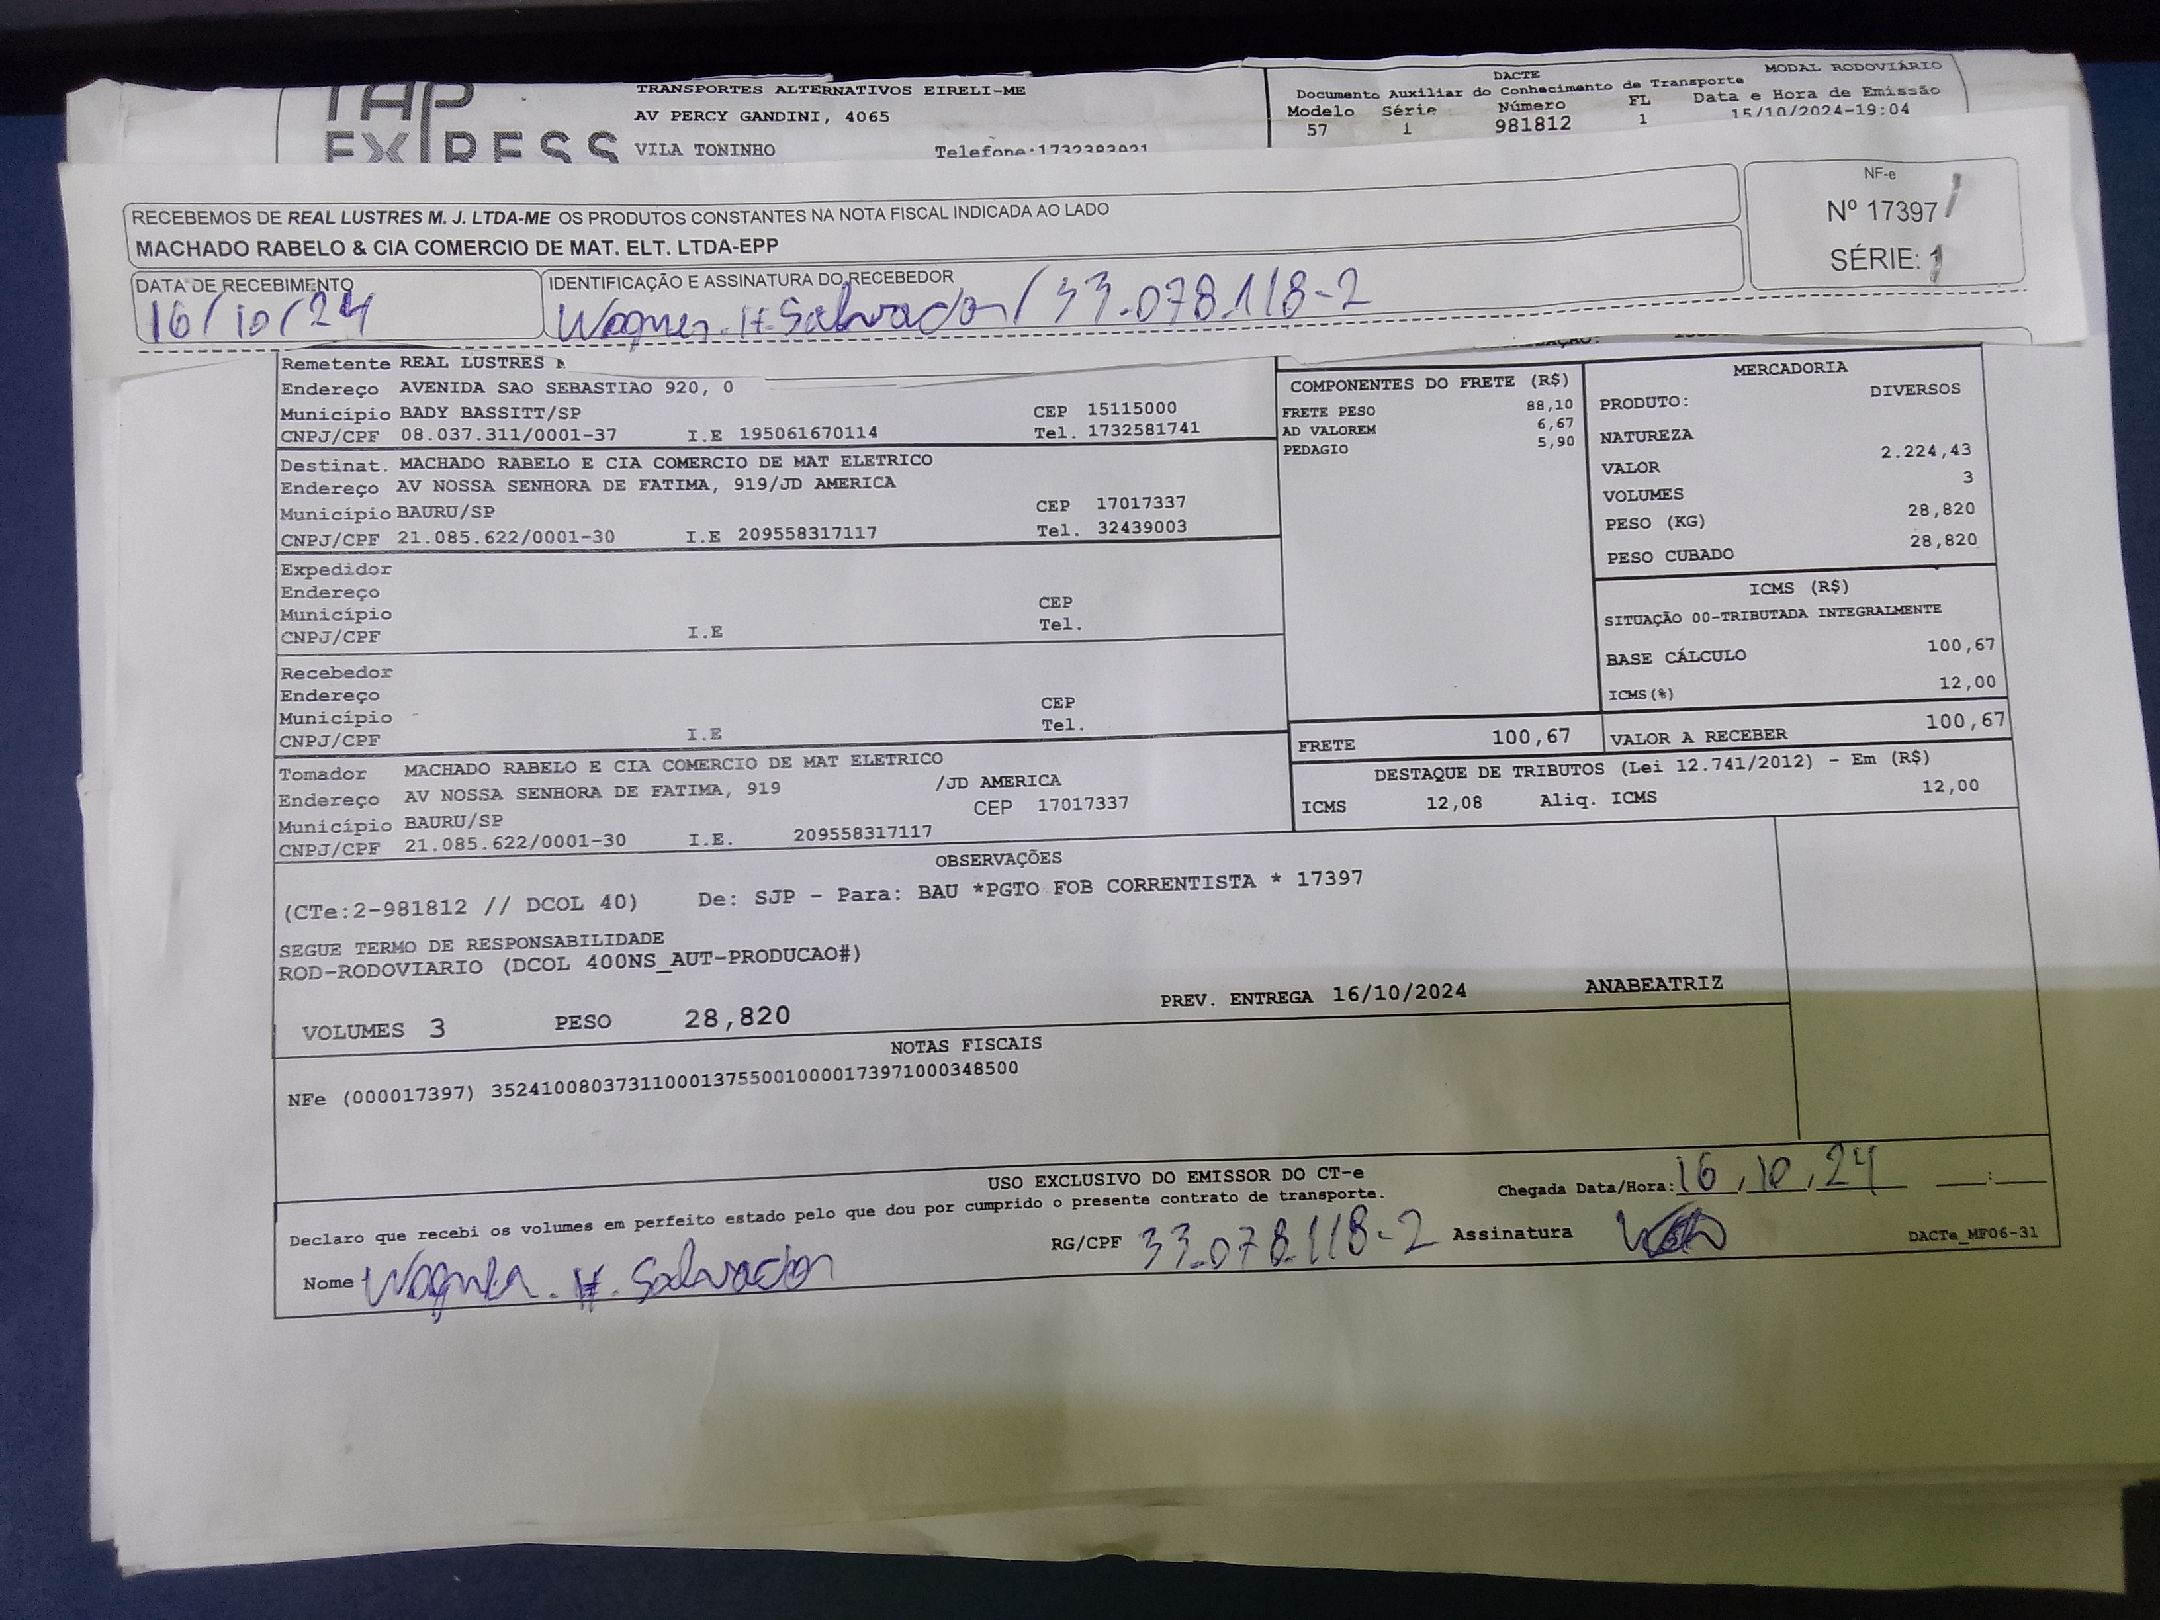 TAP
EXPRESS
TRANSPORTES ALTERNATIVOS EIRELI-ME
AV PERCY GANDINI, 4065
VILA TONINHO Telefone:1732383921
DACTE MODAL RODOVIÁRIO
Documento Auxiliar do Conhecimento de Transporte
Modelo Série Número FL Data e Hora de Emissão
57 1 981812 1 15/10/2024-19:04
RECEBEMOS DE REAL LUSTRES M. J. LTDA-ME OS PRODUTOS CONSTANTES NA NOTA FISCAL INDICADA AO LADO
MACHADO RABELO & CIA COMERCIO DE MAT. ELT. LTDA-EPP
DATA DE RECEBIMENTO
16/10/24
IDENTIFICAÇÃO E ASSINATURA DO RECEBEDOR
Wagner. H. Salvador / 33.078.118-2
NF-e
Nº 17397
SÉRIE: 1
Remetente REAL LUSTRES
Endereço AVENIDA SAO SEBASTIAO 920, 0
Município BADY BASSITT/SP CEP 15115000
CNPJ/CPF 08.037.311/0001-37 I.E 195061670114 Tel. 1732581741
Destinat. MACHADO RABELO E CIA COMERCIO DE MAT ELETRICO
Endereço AV NOSSA SENHORA DE FATIMA, 919/JD AMERICA
Município BAURU/SP CEP 17017337
CNPJ/CPF 21.085.622/0001-30 I.E 209558317117 Tel. 32439003
Expedidor
Endereço
Município CEP
CNPJ/CPF I.E Tel.
Recebedor
Endereço
Município CEP
CNPJ/CPF I.E Tel.
Tomador MACHADO RABELO E CIA COMERCIO DE MAT ELETRICO
Endereço AV NOSSA SENHORA DE FATIMA, 919 /JD AMERICA
Município BAURU/SP CEP 17017337
CNPJ/CPF 21.085.622/0001-30 I.E. 209558317117
COMPONENTES DO FRETE (R$)
FRETE PESO 88,10
AD VALOREM 6,67
PEDAGIO 5,90
MERCADORIA
PRODUTO: DIVERSOS
NATUREZA
VALOR 2.224,43
VOLUMES 3
PESO (KG) 28,820
PESO CUBADO 28,820
ICMS (R$)
SITUAÇÃO 00-TRIBUTADA INTEGRALMENTE
BASE CÁLCULO 100,67
ICMS(%) 12,00
FRETE 100,67 VALOR A RECEBER 100,67
DESTAQUE DE TRIBUTOS (Lei 12.741/2012) - Em (R$)
ICMS 12,08 Aliq. ICMS 12,00
OBSERVAÇÕES
(CTe:2-981812 // DCOL 40) De: SJP - Para: BAU *PGTO FOB CORRENTISTA * 17397
SEGUE TERMO DE RESPONSABILIDADE
ROD-RODOVIARIO (DCOL 400NS_AUT-PRODUCAO#)
VOLUMES 3 PESO 28,820 PREV. ENTREGA 16/10/2024 ANABEATRIZ
NOTAS FISCAIS
NFe (000017397) 35241008037311000137550010000173971000348500
USO EXCLUSIVO DO EMISSOR DO CT-e
Declaro que recebi os volumes em perfeito estado pelo que dou por cumprido o presente contrato de transporte.
Chegada Data/Hora: 16,10,24 :
Nome Wagner. H. Salvador RG/CPF 33.078.118-2 Assinatura
DACTe_MF06-31